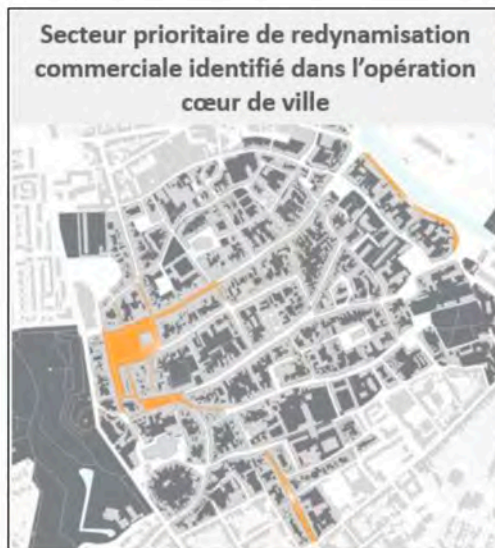 Secteur prioritaire de redynamisation
commerciale identifié dans l’opération
cœur de ville